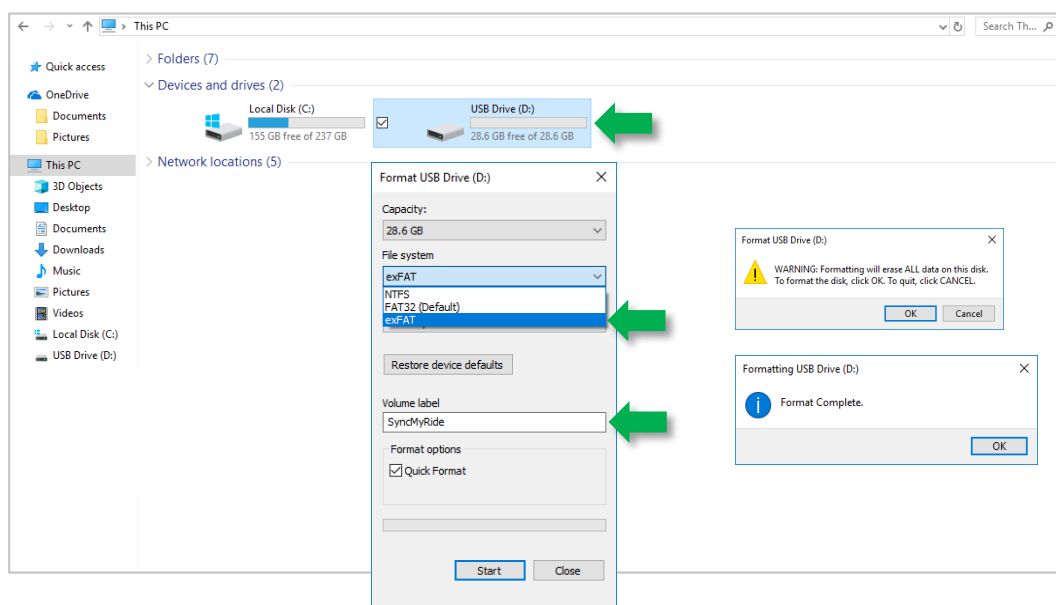 This PC
Search Th...
Quick access
OneDrive
Documents
Pictures
This PC
3D Objects
Desktop
Documents
Downloads
Music
Pictures
Videos
Local Disk (C:)
USB Drive (D:)
Folders (7)
Devices and drives (2)
Local Disk (C:)
155 GB free of 237 GB
USB Drive (D:)
28.6 GB free of 28.6 GB
Network locations (5)
Format USB Drive (D:)
Capacity:
28.6 GB
File system
exFAT
NTFS
FAT32 (Default)
exFAT
Restore device defaults
Volume label
SyncMyRide
Format options
Quick Format
Start
Close
Format USB Drive (D:)
WARNING: Formatting will erase ALL data on this disk.
To format the disk, click OK. To quit, click CANCEL.
OK
Cancel
Formatting USB Drive (D:)
Format Complete.
OK